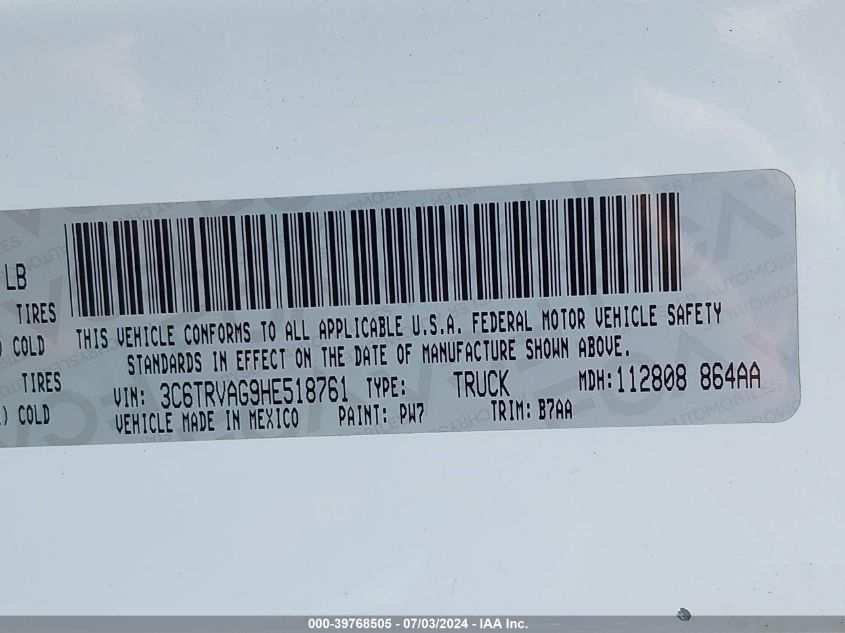 LB
TIRES
) COLD
THIS VEHICLE CONFORMS TO ALL APPLICABLE U.S.A. FEDERAL MOTOR VEHICLE SAFETY
STANDARDS IN EFFECT ON THE DATE OF MANUFACTURE SHOWN ABOVE.
TIRES
VIN: 3C6TRVAG9HE518761 TYPE: TRUCK MDH:112808 864AA
) COLD
VEHICLE MADE IN MEXICO PAINT: PW7 TRIM: B7AA
000-39768505 - 07/03/2024 - IAA Inc.